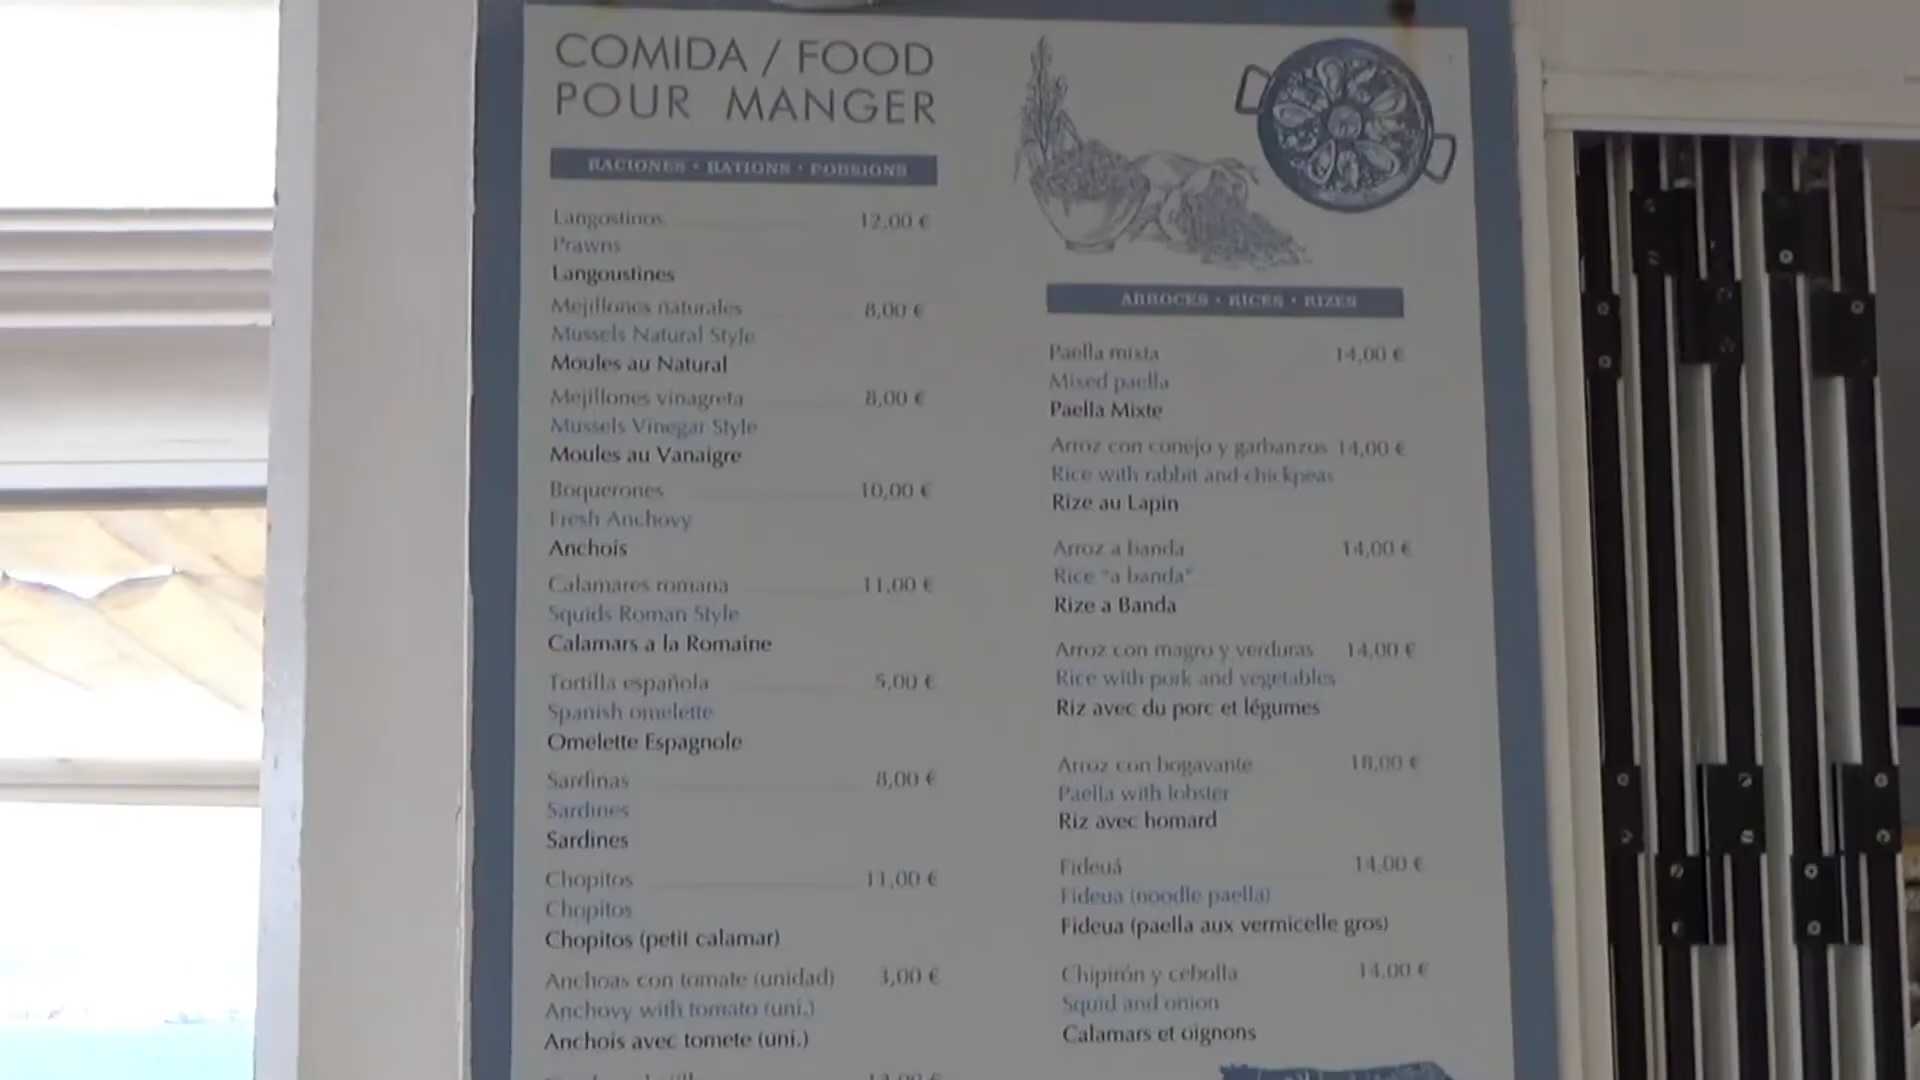 COMIDA / FOOD
POUR MANGER
RACIONES • RATIONS • PORSIONS
Langostinos 12,00 €
Prawns
Langoustines
Mejillones naturales 8,00 €
Mussels Natural Style
Moules au Natural
Mejillones vinagreta 8,00 €
Mussels Vinegar Style
Moules au Vanaigre
Boquerones 10,00 €
Fresh Anchovy
Anchois
Calamares romana 11,00 €
Squids Roman Style
Calamars a la Romaine
Tortilla española 5,00 €
Spanish omelette
Omelette Espagnole
Sardinas 8,00 €
Sardines
Sardines
Chopitos 11,00 €
Chopitos
Chopitos (petit calamar)
Anchoas con tomate (unidad) 3,00 €
Anchovy with tomato (uni.)
Anchois avec tomete (uni.)
ARROCES • RICES • RIZES
Paella mixta 14,00 €
Mixed paella
Paella Mixte
Arroz con conejo y garbanzos 14,00 €
Rice with rabbit and chickpeas
Rize au Lapin
Arroz a banda 14,00 €
Rice "a banda"
Rize a Banda
Arroz con magro y verduras 14,00 €
Rice with pork and vegetables
Riz avec du porc et légumes
Arroz con bogavante 18,00 €
Paella with lobster
Riz avec homard
Fideuá 14,00 €
Fideua (noodle paella)
Fideua (paella aux vermicelle gros)
Chipirón y cebolla 14,00 €
Squid and onion
Calamars et oignons